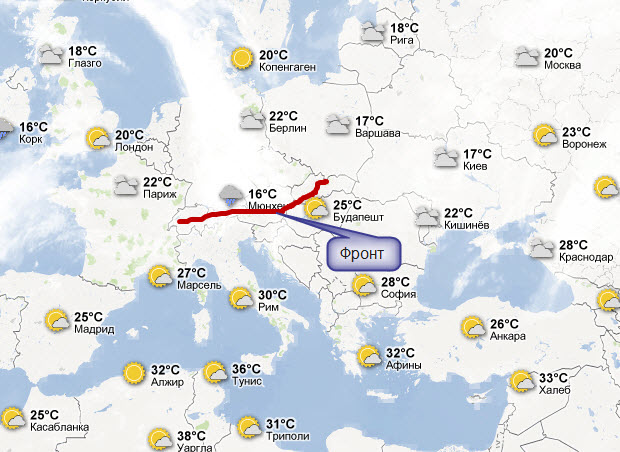 18°C
Глазго
20°C
Копенгаген
18°C
Рига
20°C
Москва
16°C
Корк
20°C
Лондон
22°C
Берлин
17°C
Варшава
23°C
Воронеж
22°C
Париж
17°C
Киев
16°C
Мюнхен
25°C
Будапешт
22°C
Кишинёв
Фронт
28°C
Краснодар
27°C
Марсель
30°C
Рим
28°C
София
25°C
Мадрид
26°C
Анкара
32°C
Алжир
36°C
Тунис
32°C
Афины
33°C
Халеб
25°C
Касабланка
38°C
Уаргла
31°C
Триполи